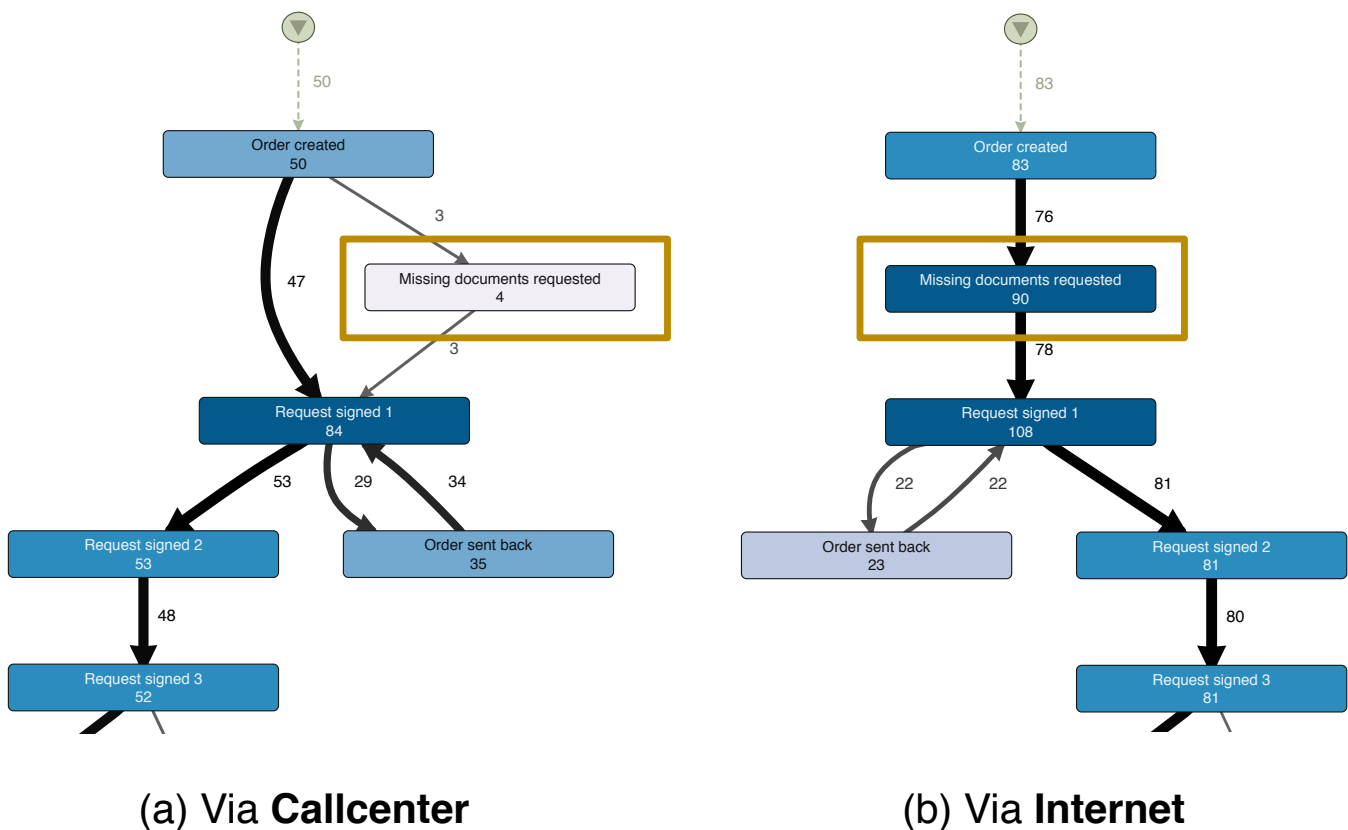 50
Order created
50
3
47
Missing documents requested
4
3
Request signed 1
84
53
29
34
Request signed 2
53
Order sent back
35
48
Request signed 3
52
(a) Via Callcenter
83
Order created
83
76
Missing documents requested
90
78
Request signed 1
108
22
22
81
Order sent back
23
Request signed 2
81
80
Request signed 3
81
(b) Via Internet